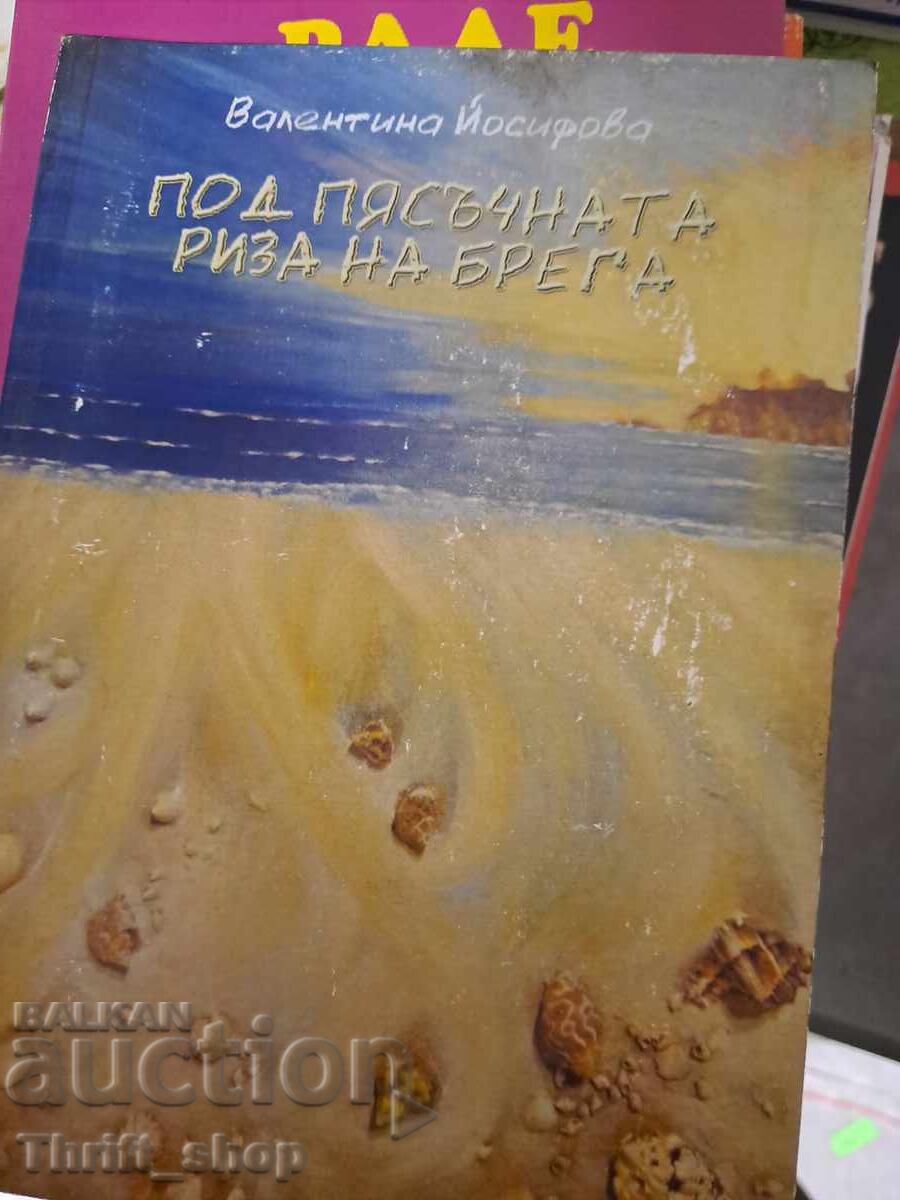 Валентина Йосифова
ПОД ПЯСЪЧНАТА
РИЗА НА БРЕГА
BALKAN
auction
Thrift_shop